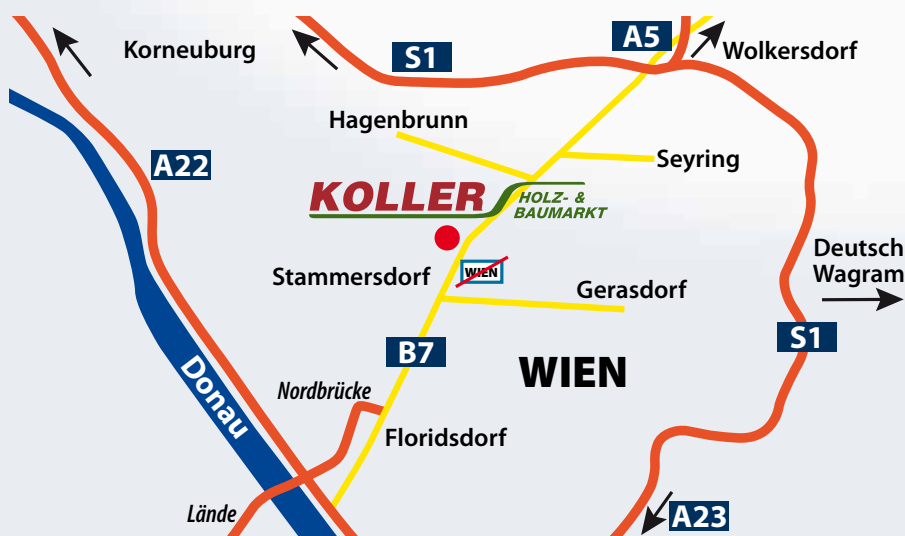 Korneuburg
A5
S1
Wolkersdorf
Hagenbrunn
A22
Seyring
KOLLER
HOLZ- &
BAUMARKT
Deutsch
Wagram
Stammersdorf
WIEN
Gerasdorf
S1
B7
WIEN
Donau
Nordbrücke
Floridsdorf
Lände
A23